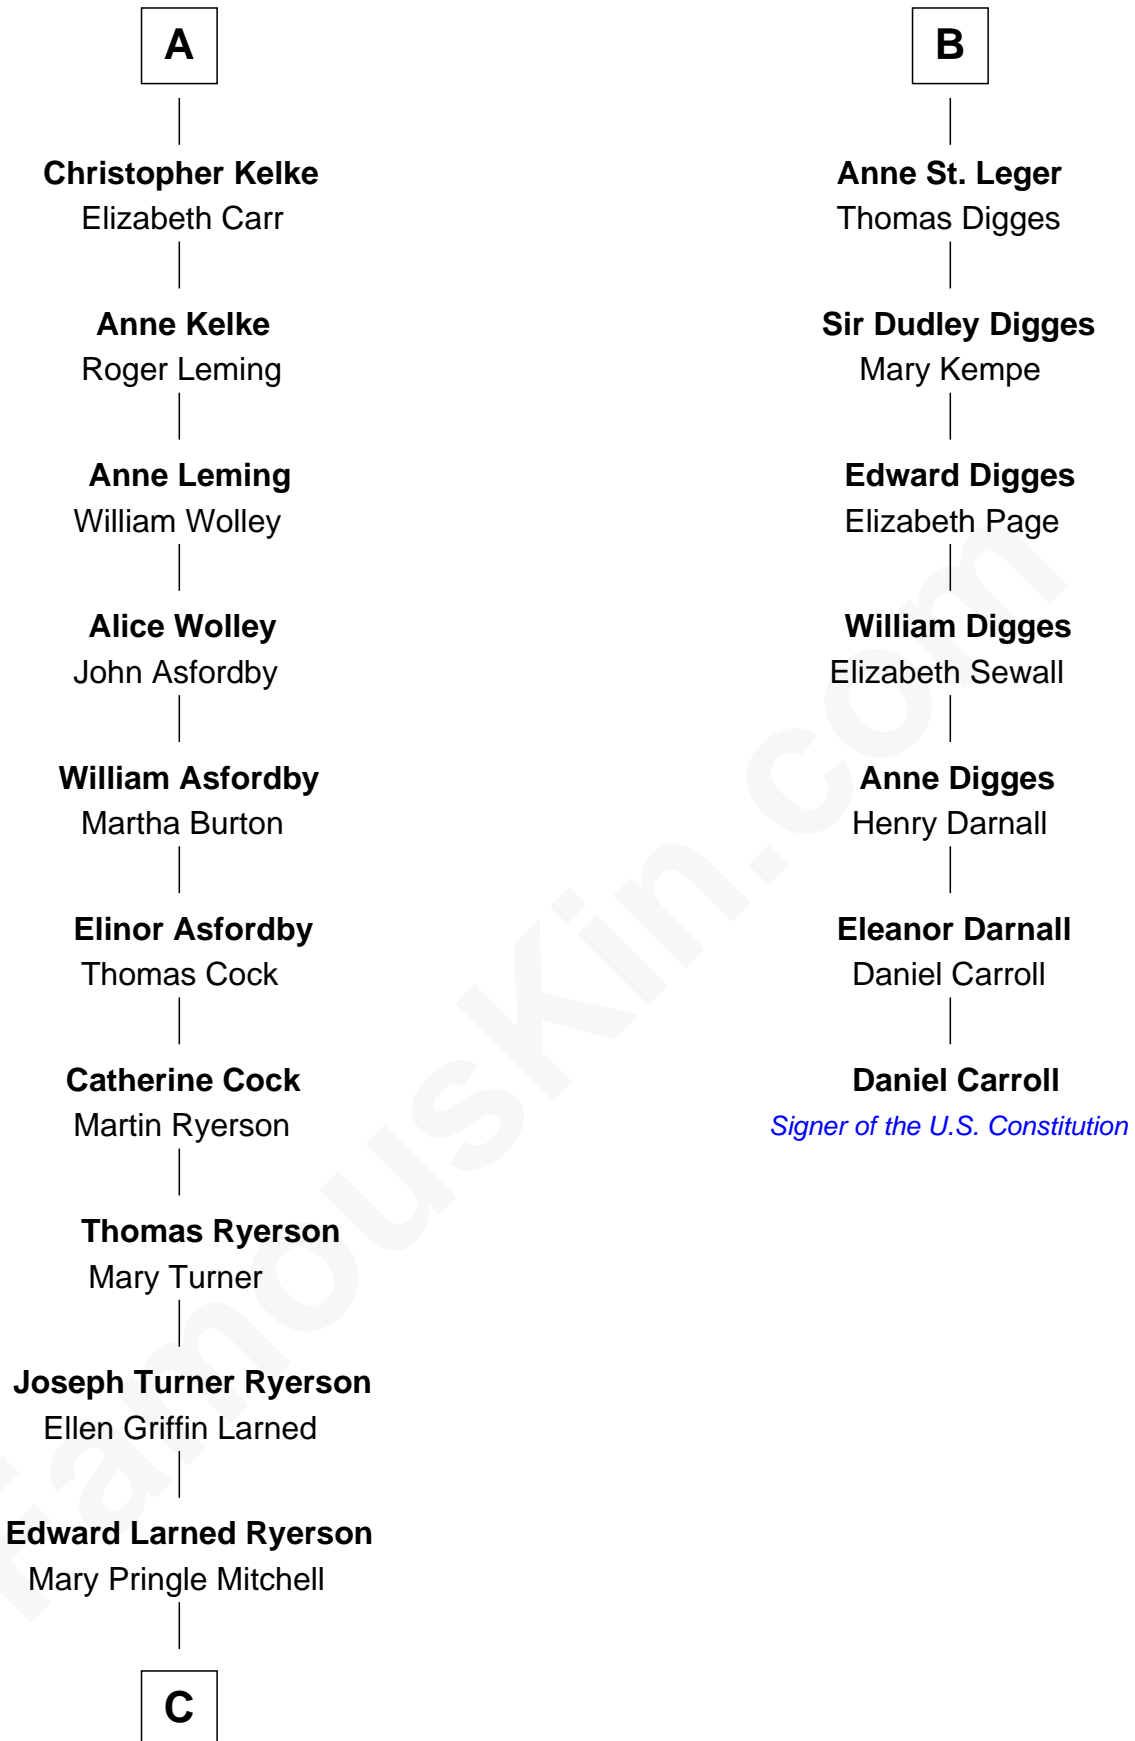 A
Christopher Kelke
Elizabeth Carr
Anne Kelke
Roger Leming
Anne Leming
William Wolley
Alice Wolley
John Asfordby
William Asfordby
Martha Burton
Elinor Asfordby
Thomas Cock
Catherine Cock
Martin Ryerson
Thomas Ryerson
Mary Turner
Joseph Turner Ryerson
Ellen Griffin Larned
Edward Larned Ryerson
Mary Pringle Mitchell
C
B
Anne St. Leger
Thomas Digges
Sir Dudley Digges
Mary Kempe
Edward Digges
Elizabeth Page
William Digges
Elizabeth Sewall
Anne Digges
Henry Darnall
Eleanor Darnall
Daniel Carroll
Daniel Carroll
Signer of the U.S. Constitution
FamousKin.com